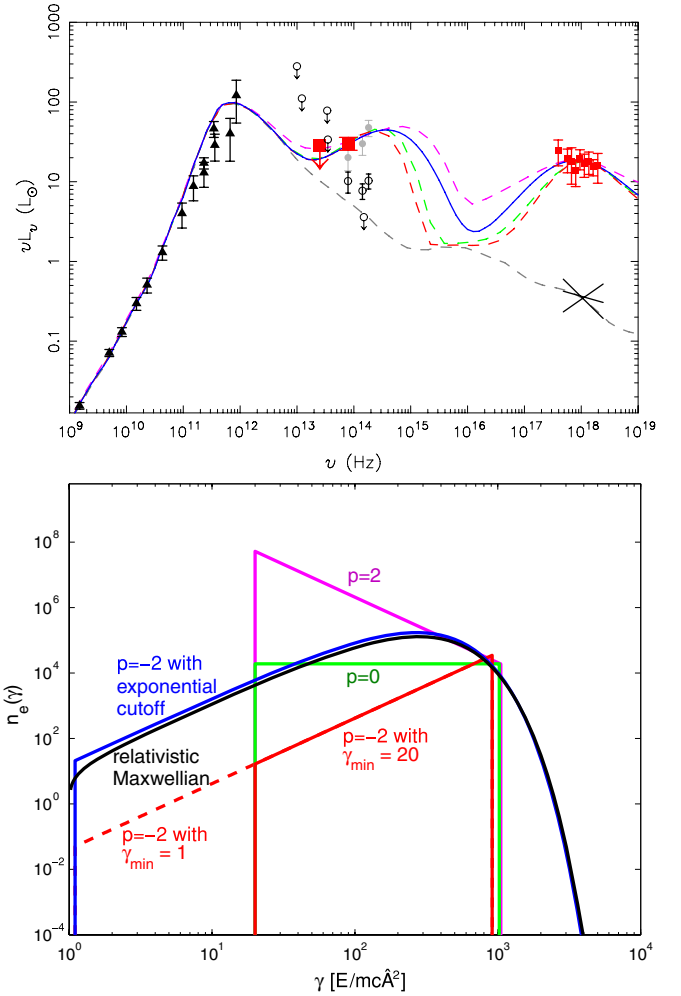 1000
100
10
1
0.1
νL_ν (L_⊙)
10^9 10^10 10^11 10^12 10^13 10^14 10^15 10^16 10^17 10^18 10^19
ν (Hz)
10^8
10^6
10^4
10^2
10^0
10^−2
10^−4
n_e(γ)
p=2
p=−2 with
exponential
cutoff
p=0
relativistic
Maxwellian
p=−2 with
γ_min = 20
p=−2 with
γ_min = 1
10^0 10^1 10^2 10^3 10^4
γ [E/mcÂ^2]